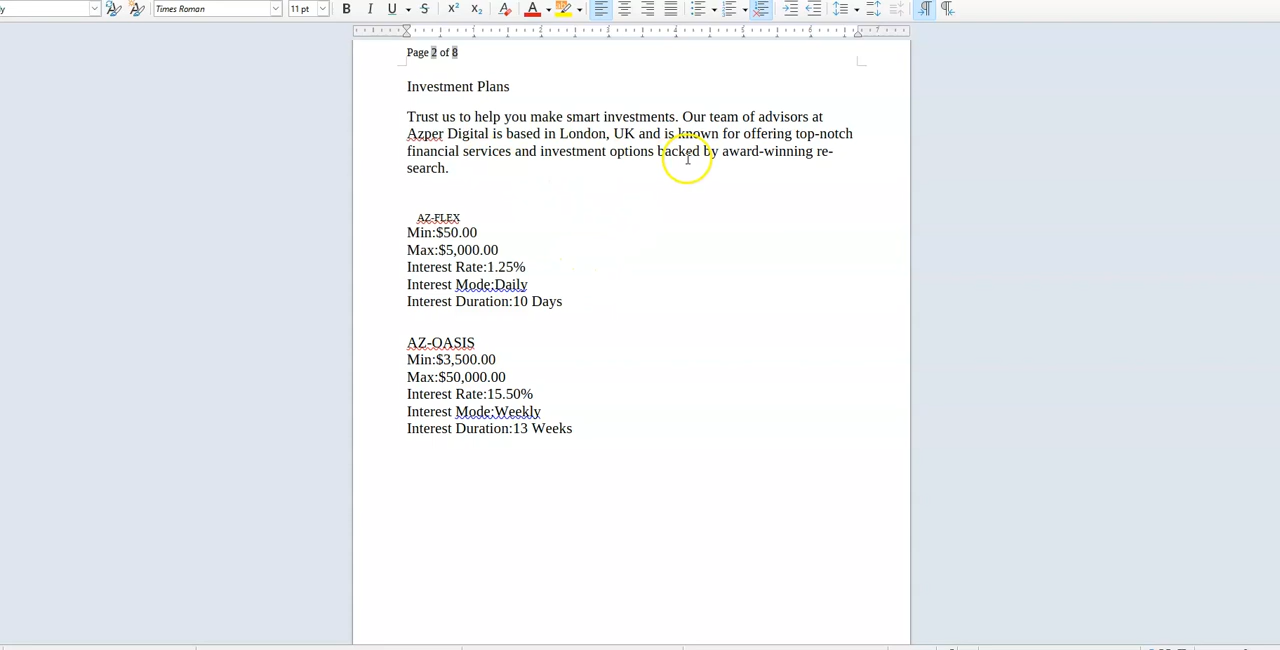 y Times Roman 11 pt B I U S X² X₂ A
Page 2 of 8
Investment Plans
Trust us to help you make smart investments. Our team of advisors at
Azper Digital is based in London, UK and is known for offering top-notch
financial services and investment options backed by award-winning re-
search.
AZ-FLEX
Min:$50.00
Max:$5,000.00
Interest Rate:1.25%
Interest Mode:Daily
Interest Duration:10 Days
AZ-OASIS
Min:$3,500.00
Max:$50,000.00
Interest Rate:15.50%
Interest Mode:Weekly
Interest Duration:13 Weeks